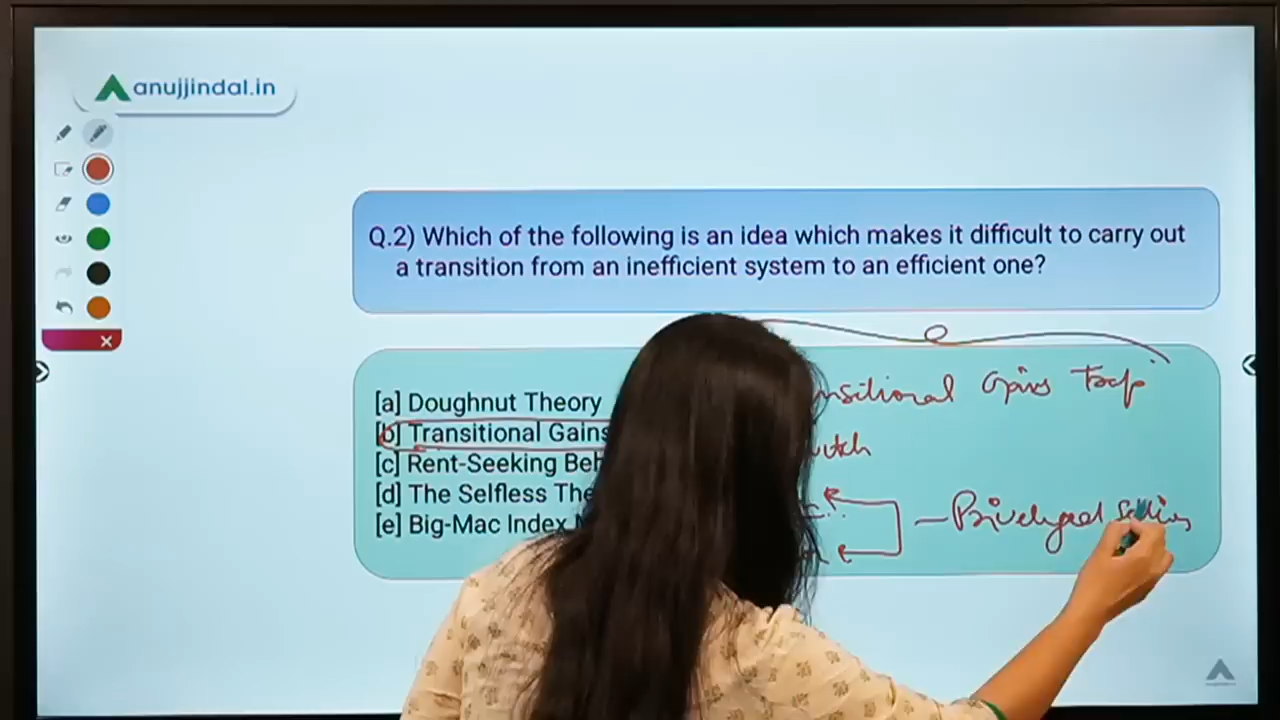 anujjindal.in
Q.2) Which of the following is an idea which makes it difficult to carry out
a transition from an inefficient system to an efficient one?
[a] Doughnut Theory
[b] Transitional Gains
[c] Rent-Seeking Beh
[d] The Selfless The
[e] Big-Mac Index
nsitional Gains Trap